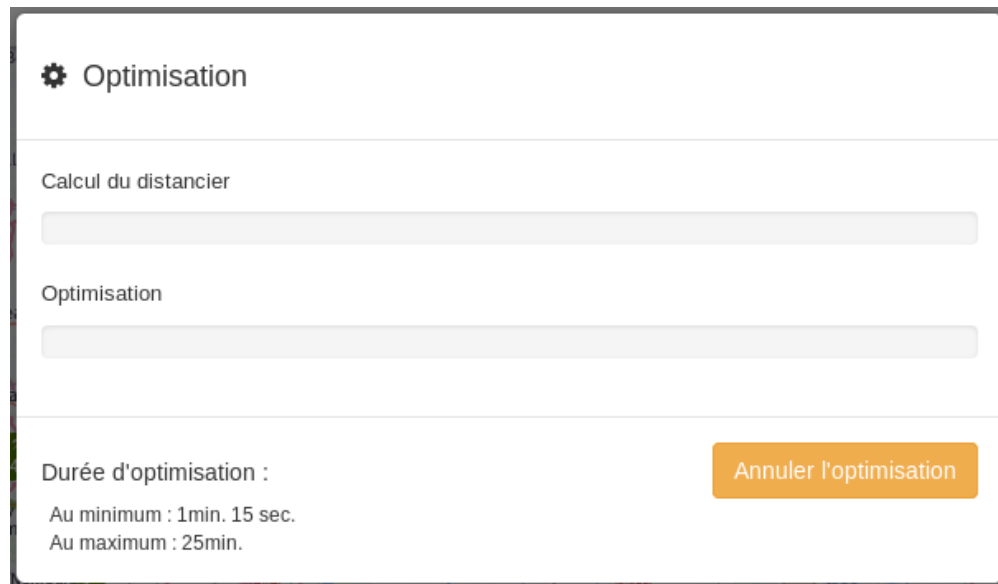 Optimisation
Calcul du distancier
Optimisation
Durée d'optimisation :
Annuler l'optimisation
Au minimum : 1min. 15 sec.
Au maximum : 25min.